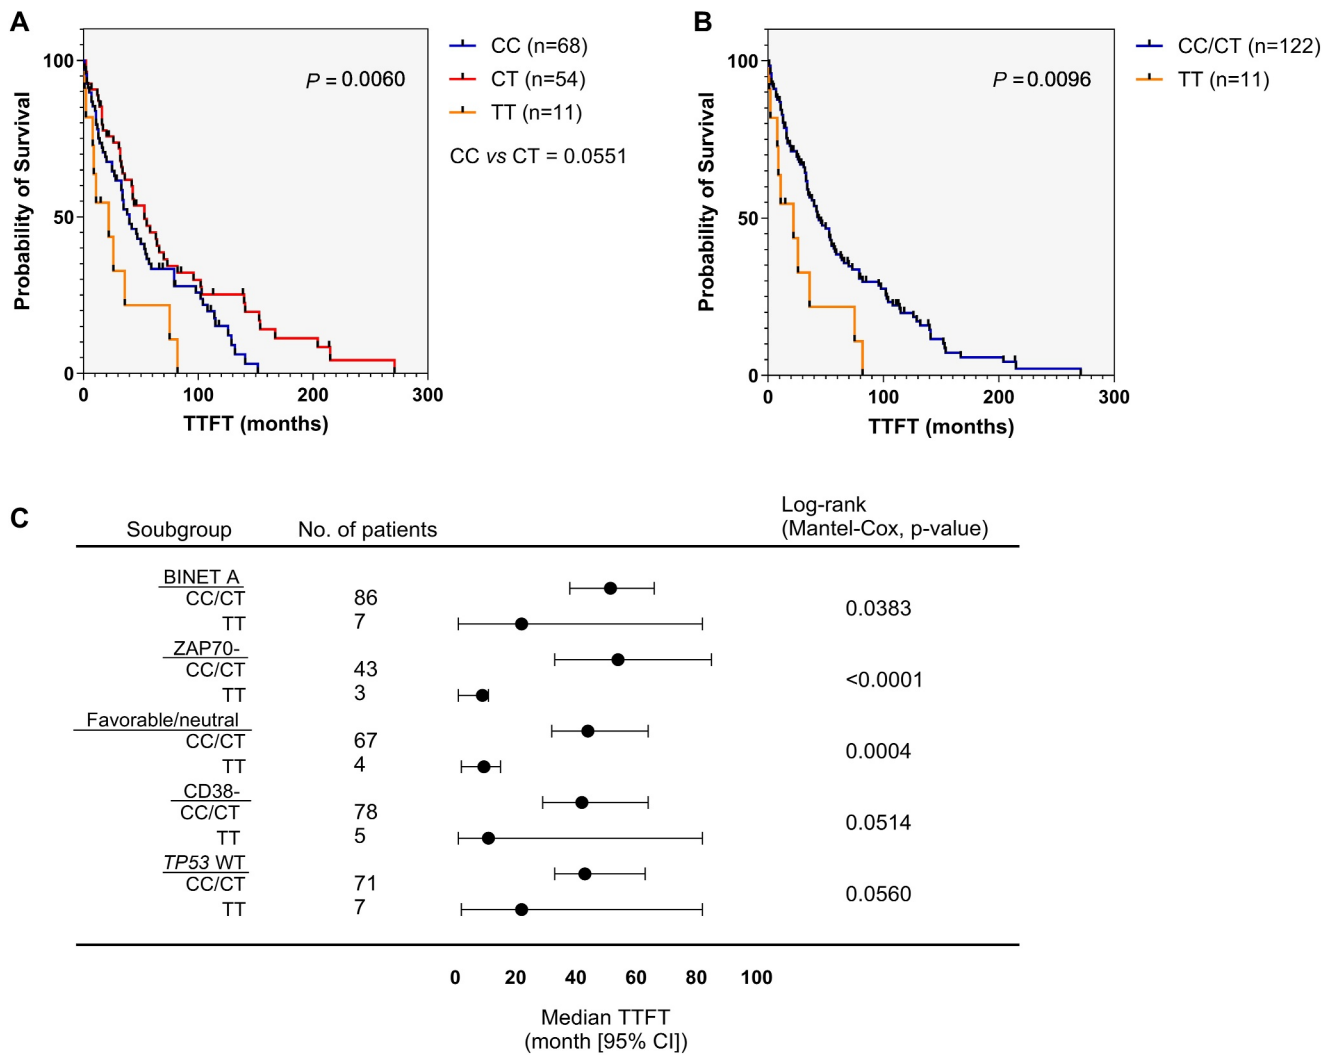 A
100
50
0
0
100
200
300
Probability of Survival
TTFT (months)
P = 0.0060
CC (n=68)
CT (n=54)
TT (n=11)
CC vs CT = 0.0551
B
100
50
0
0
100
200
300
Probability of Survival
TTFT (months)
P = 0.0096
CC/CT (n=122)
TT (n=11)
C
Soubgroup
No. of patients
Log-rank
(Mantel-Cox, p-value)
BINET A
CC/CT 86
0.0383
TT 7
ZAP70-
CC/CT 43
<0.0001
TT 3
Favorable/neutral
CC/CT 67
0.0004
TT 4
CD38-
CC/CT 78
0.0514
TT 5
TP53 WT
CC/CT 71
0.0560
TT 7
0 20 40 60 80 100
Median TTFT
(month [95% CI])